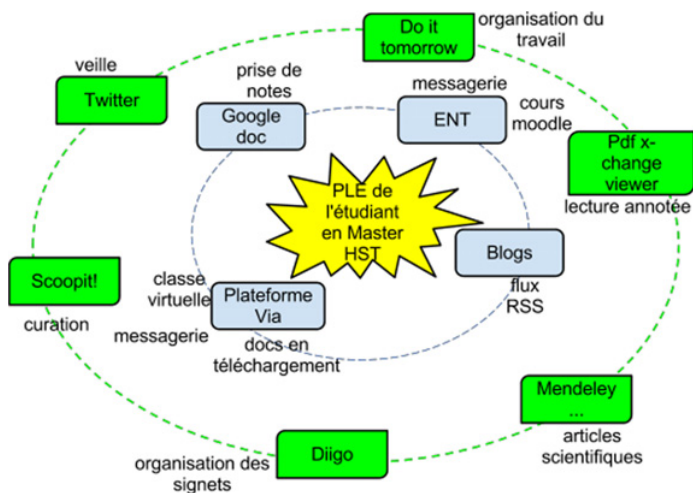 Do it
tomorrow
organisation du
travail
veille
Twitter
prise de
notes
Google
doc
messagerie
ENT
cours
moodle
Pdf x-
change
viewer
lecture annotée
PLE de
l'étudiant
en Master
HST
Blogs
flux
RSS
Scoopit!
curation
classe
virtuelle
Plateforme
Via
messagerie
docs en
téléchargement
Mendeley
...
articles
scientifiques
Diigo
organisation des
signets